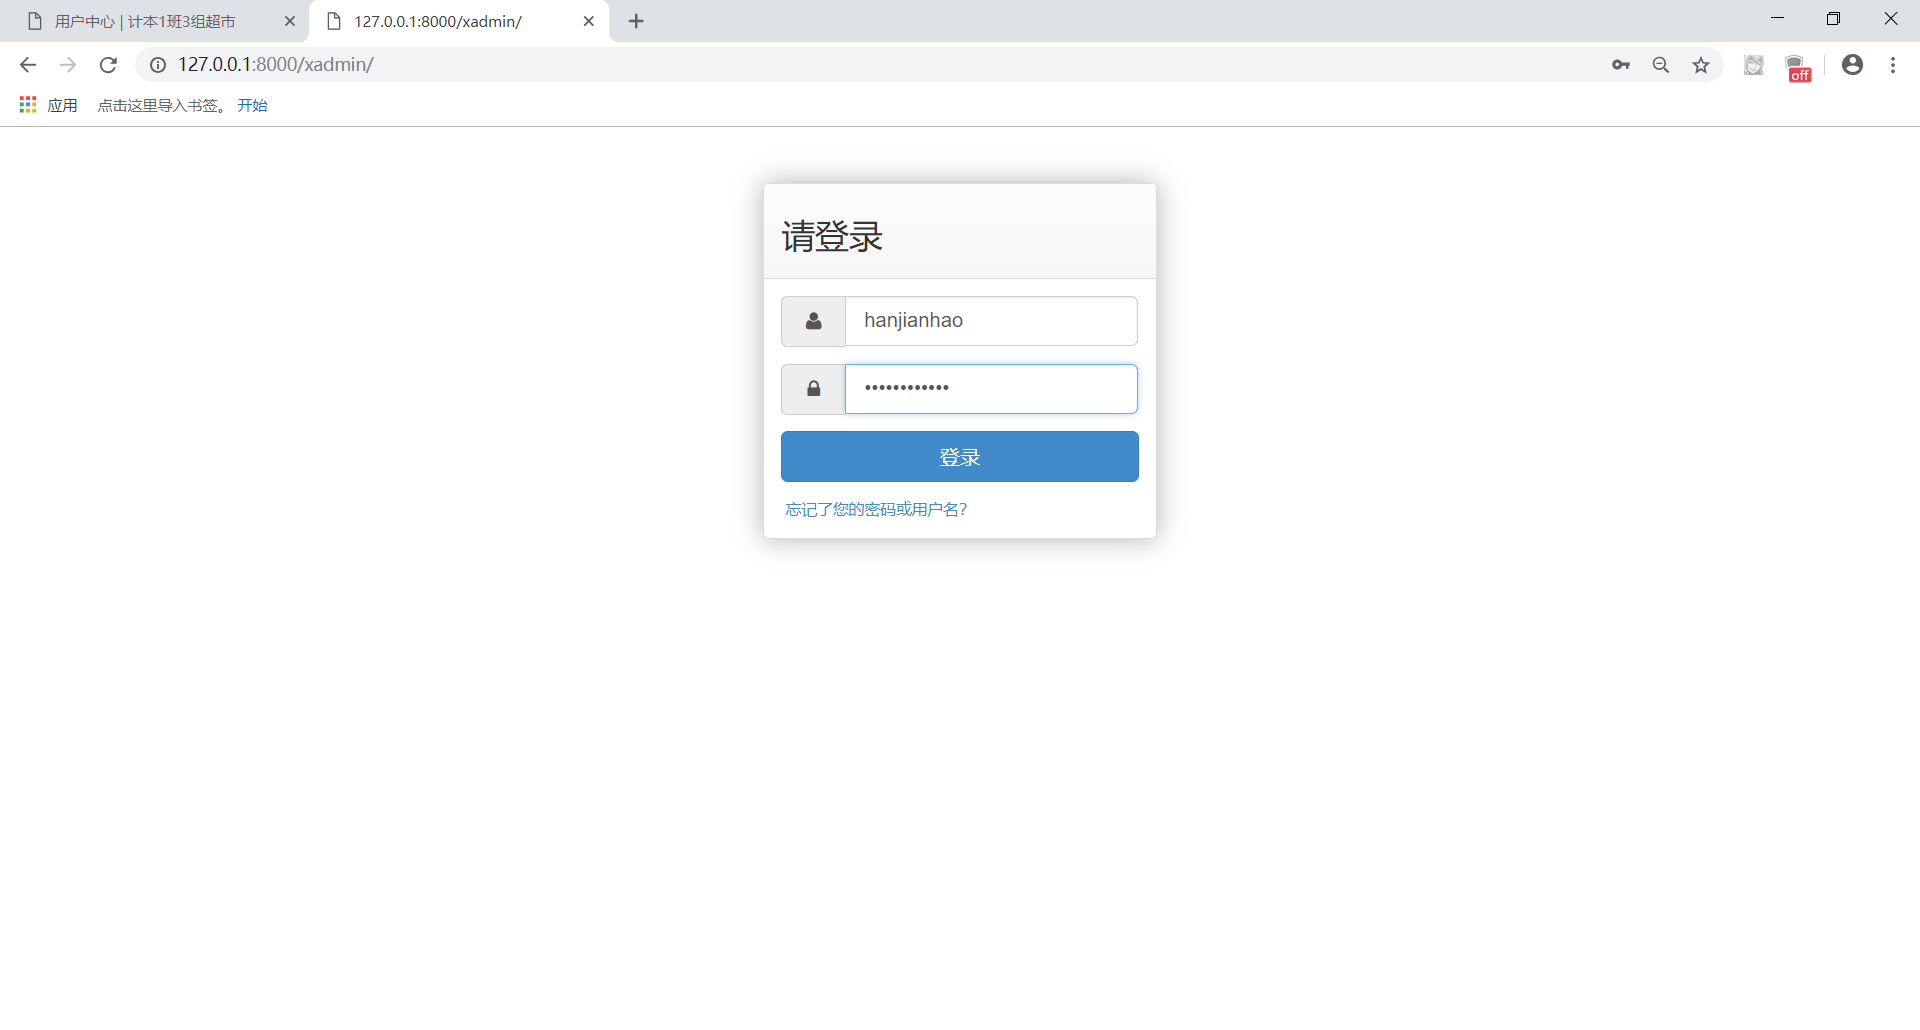 用户中心 | 计本1班3组超市
127.0.0.1:8000/xadmin/
127.0.0.1:8000/xadmin/
off
应用 点击这里导入书签。 开始
请登录
hanjianhao
••••••••••••
登录
忘记了您的密码或用户名?